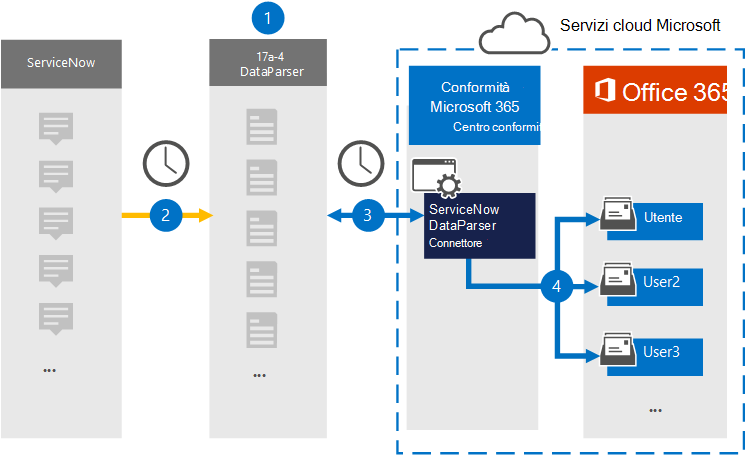 1
Servizi cloud Microsoft
ServiceNow
17a-4
DataParser
Conformità
Microsoft 365
Centro conformit
Office 365
2
3
ServiceNow
DataParser
Connettore
Utente
4
User2
User3
...
...
...